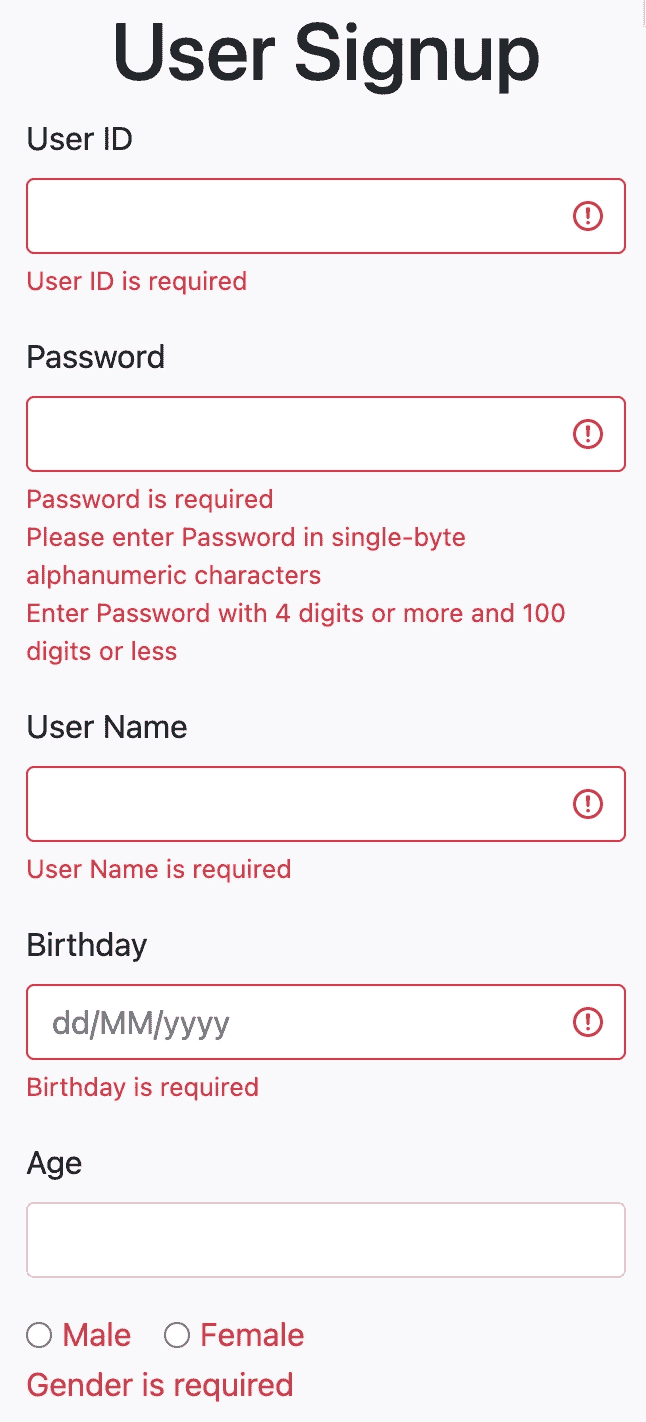 User Signup
User ID
User ID is required
Password
Password is required
Please enter Password in single-byte
alphanumeric characters
Enter Password with 4 digits or more and 100
digits or less
User Name
User Name is required
Birthday
dd/MM/yyyy
Birthday is required
Age
Male Female
Gender is required